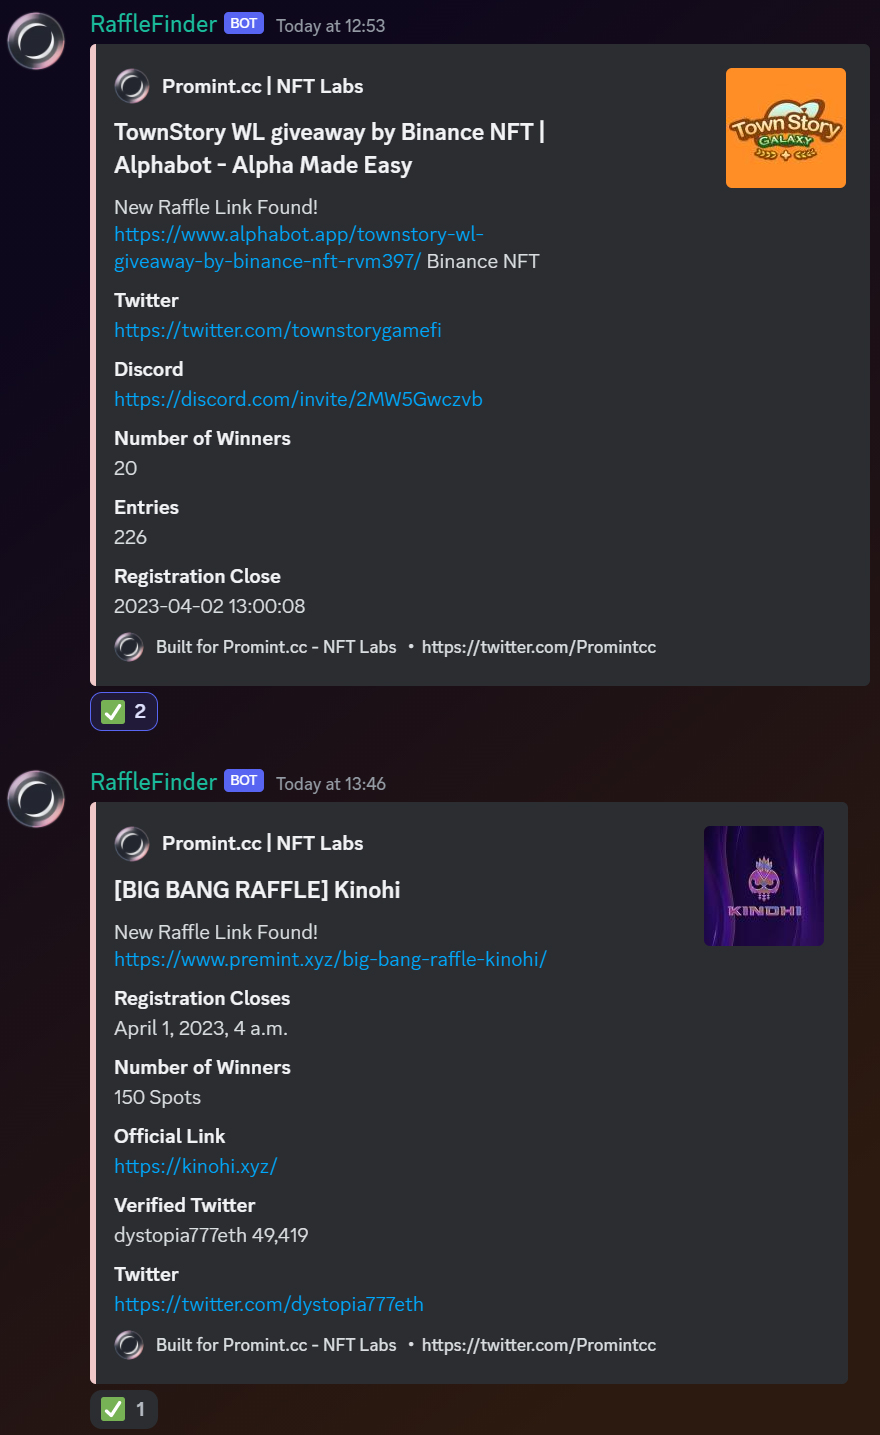 RaffleFinder BOT Today at 12:53
Promint.cc | NFT Labs
TownStory WL giveaway by Binance NFT |
Alphabot - Alpha Made Easy
Town Story
GALAXY
New Raffle Link Found!
https://www.alphabot.app/townstory-wl-
giveaway-by-binance-nft-rvm397/ Binance NFT
Twitter
https://twitter.com/townstorygamefi
Discord
https://discord.com/invite/2MW5Gwczvb
Number of Winners
20
Entries
226
Registration Close
2023-04-02 13:00:08
Built for Promint.cc - NFT Labs • https://twitter.com/Promintcc
2
RaffleFinder BOT Today at 13:46
Promint.cc | NFT Labs
[BIG BANG RAFFLE] Kinohi
KINOHI
New Raffle Link Found!
https://www.premint.xyz/big-bang-raffle-kinohi/
Registration Closes
April 1, 2023, 4 a.m.
Number of Winners
150 Spots
Official Link
https://kinohi.xyz/
Verified Twitter
dystopia777eth 49,419
Twitter
https://twitter.com/dystopia777eth
Built for Promint.cc - NFT Labs • https://twitter.com/Promintcc
1